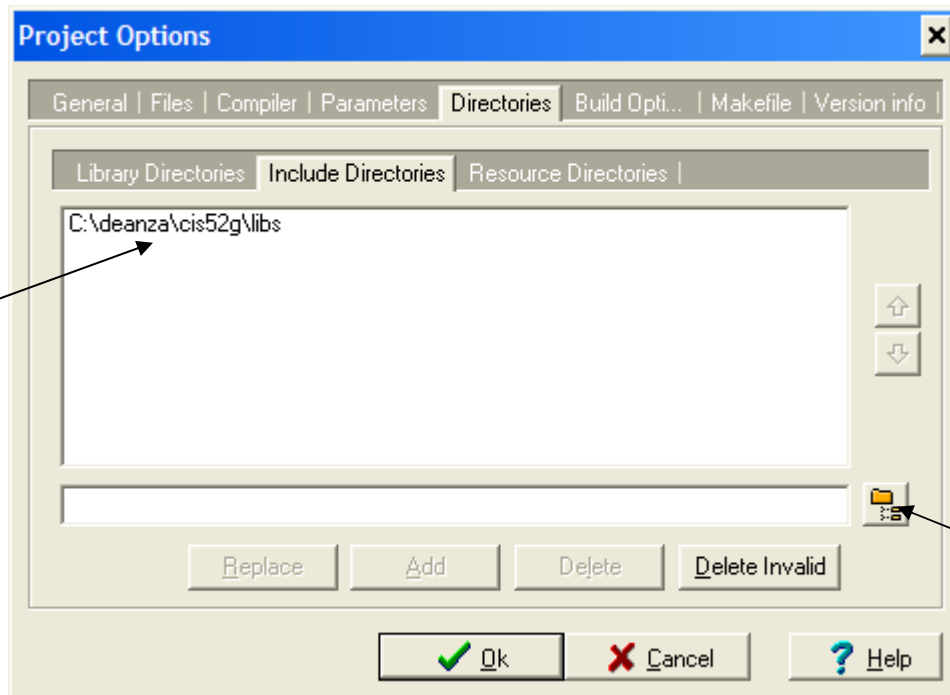 Project Options
General | Files | Compiler | Parameters Directories Build Opti... | Makefile | Version info |
Library Directories Include Directories Resource Directories |
C:\deanza\cis52g\libs
Replace Add Delete Delete Invalid
Ok Cancel Help